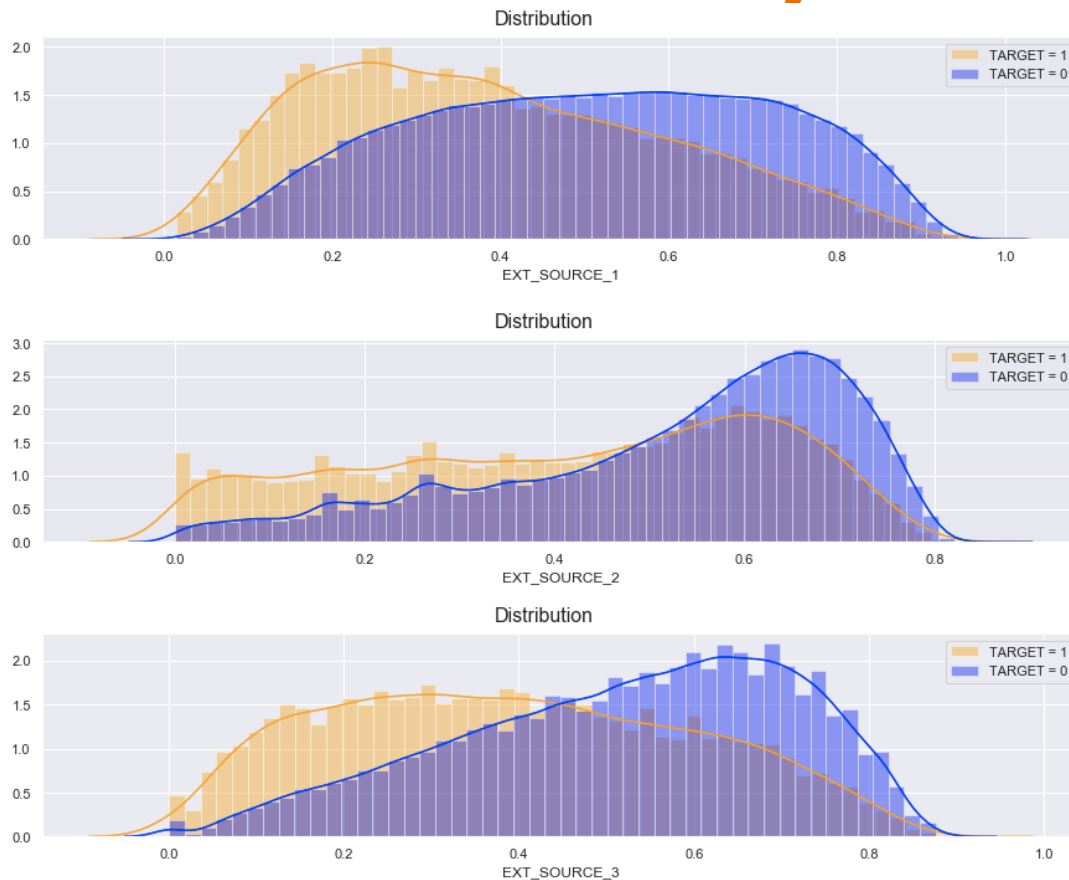 Distribution
2.0
1.5
1.0
0.5
0.0
TARGET = 1
TARGET = 0
0.0 0.2 0.4 0.6 0.8 1.0
EXT_SOURCE_1
Distribution
3.0
2.5
2.0
1.5
1.0
0.5
0.0
TARGET = 1
TARGET = 0
0.0 0.2 0.4 0.6 0.8
EXT_SOURCE_2
Distribution
2.0
1.5
1.0
0.5
0.0
TARGET = 1
TARGET = 0
0.0 0.2 0.4 0.6 0.8 1.0
EXT_SOURCE_3